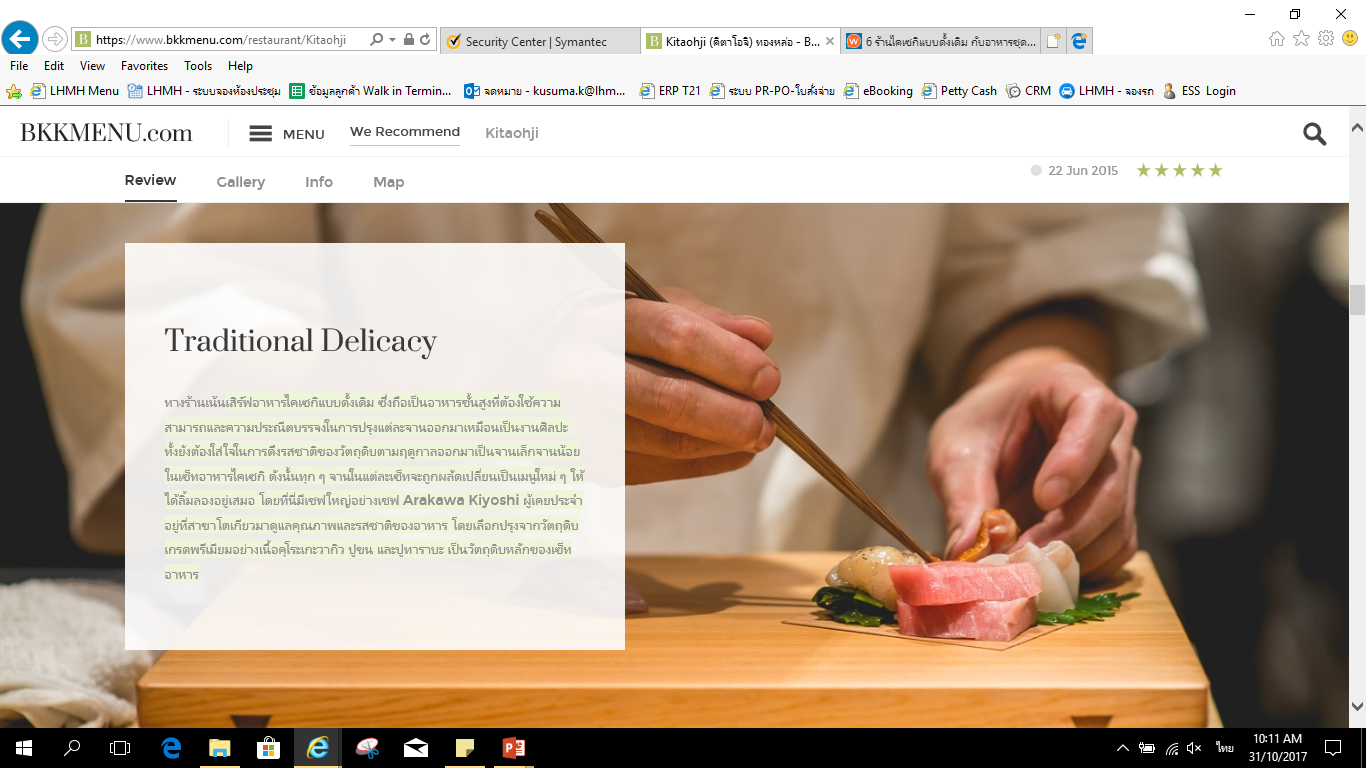 https://www.bkkmenu.com/restaurant/Kitaohji
Security Center | Symantec
Kitaohji (คิตาโอจิ) ทองหล่อ - B...
6 ร้านไคเซกิแบบดั้งเดิม กับอาหารชุด...
File Edit View Favorites Tools Help
LHMH Menu LHMH - ระบบจองห้องประชุม ข้อมูลลูกค้า Walk in Termin... จดหมาย - kusuma.k@lhm... ERP T21 ระบบ PR-PO-ใบสั่งจ่าย eBooking Petty Cash CRM LHMH - จองรถ ESS Login
BKKMENU.com MENU We Recommend Kitaohji
Review Gallery Info Map 22 Jun 2015
Traditional Delicacy
ทางร้านเน้นเสิร์ฟอาหารไคเซกิแบบดั้งเดิม ซึ่งถือเป็นอาหารชั้นสูงที่ต้องใช้ความ
สามารถและความประณีตบรรจงในการปรุงแต่ละจานออกมาเหมือนเป็นงานศิลปะ
ทั้งยังต้องใส่ใจในการดึงรสชาติของวัตถุดิบตามฤดูกาลออกมาเป็นจานเล็กจานน้อย
ในเซ็ทอาหารไคเซกิ ดังนั้นทุก ๆ จานในแต่ละเซ็ทจะถูกผลัดเปลี่ยนเป็นเมนูใหม่ ๆ ให้
ได้ลิ้มลองอยู่เสมอ โดยที่นี่มีเชฟใหญ่อย่างเชฟ Arakawa Kiyoshi ผู้เคยประจำ
อยู่ที่สาขาโตเกียวมาดูแลคุณภาพและรสชาติของอาหาร โดยเลือกปรุงจากวัตถุดิบ
เกรดพรีเมียมอย่างเนื้อคุโระเกะวากิว ปูขน และปูทาราบะ เป็นวัตถุดิบหลักของเซ็ท
อาหาร
ไทย
10:11 AM
31/10/2017